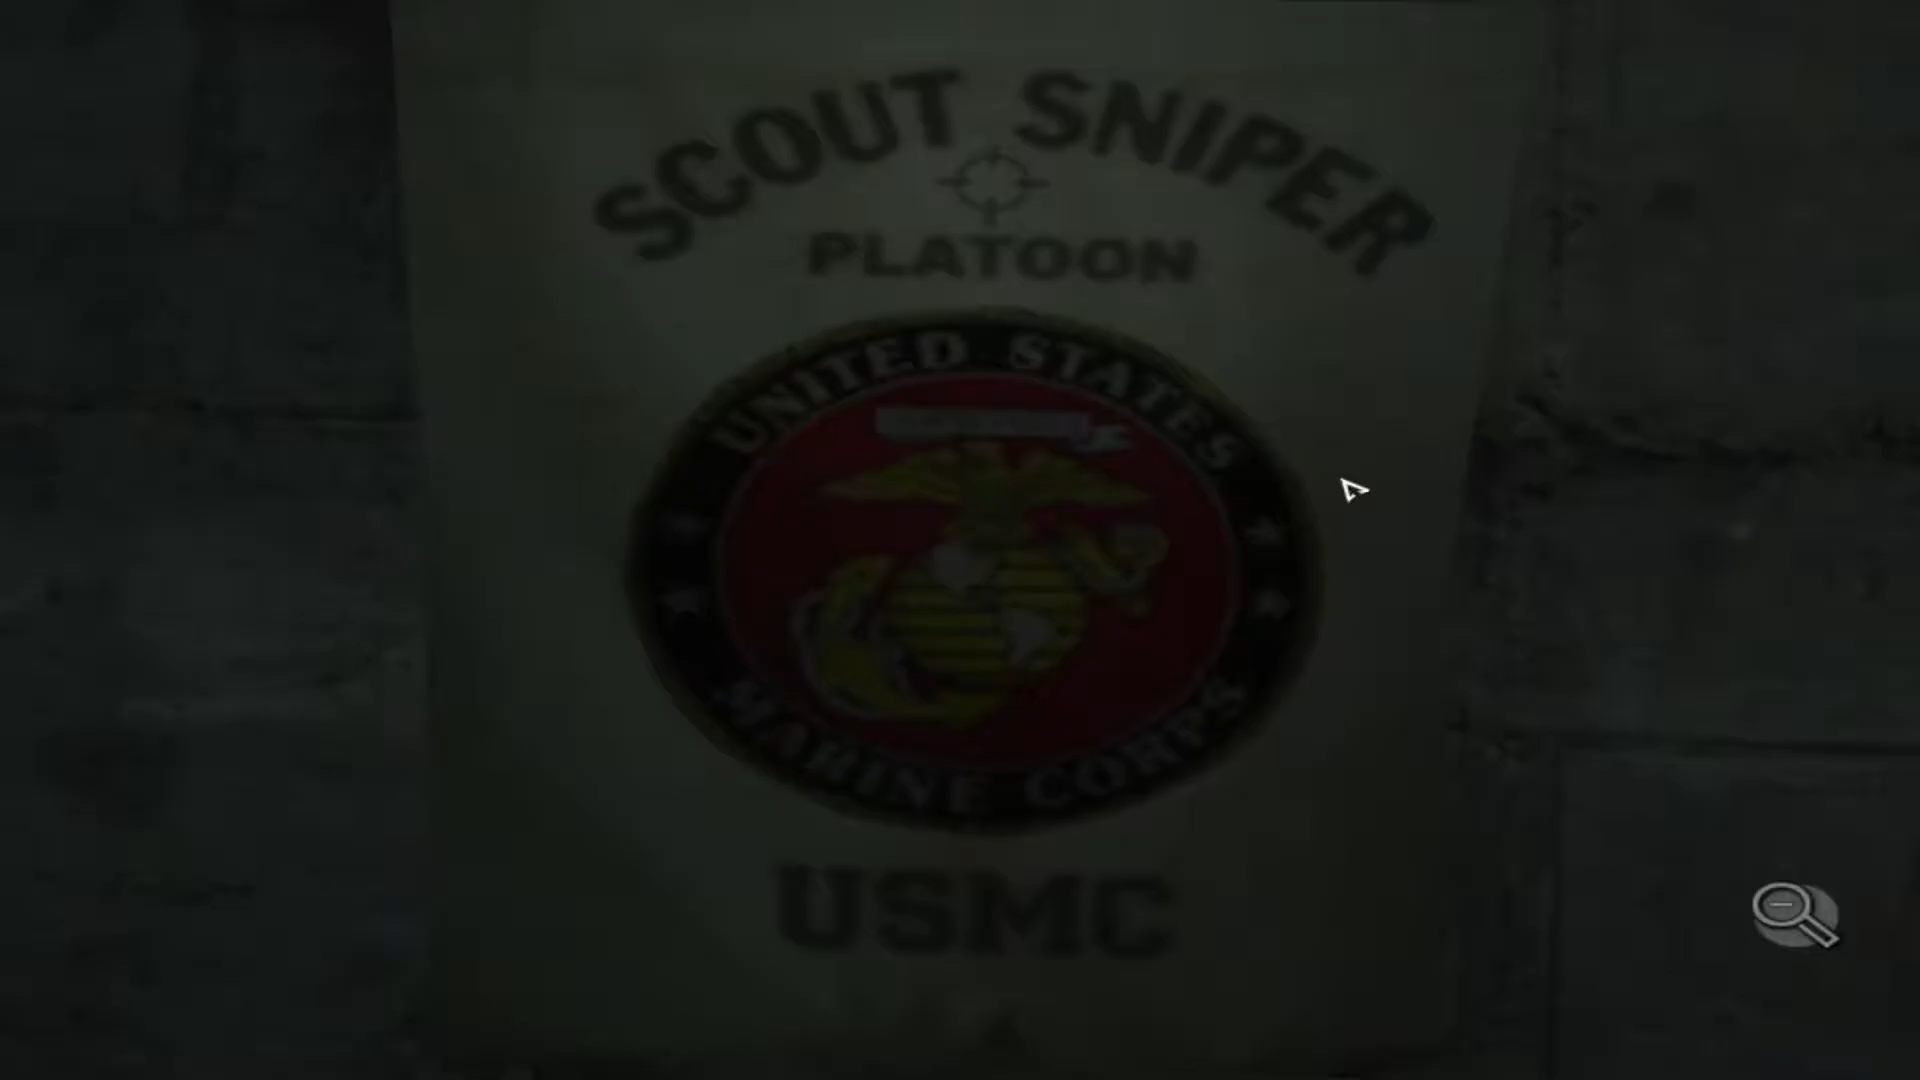 SCOUT SNIPER
PLATOON
UNITED STATES
MARINE CORPS
USMC